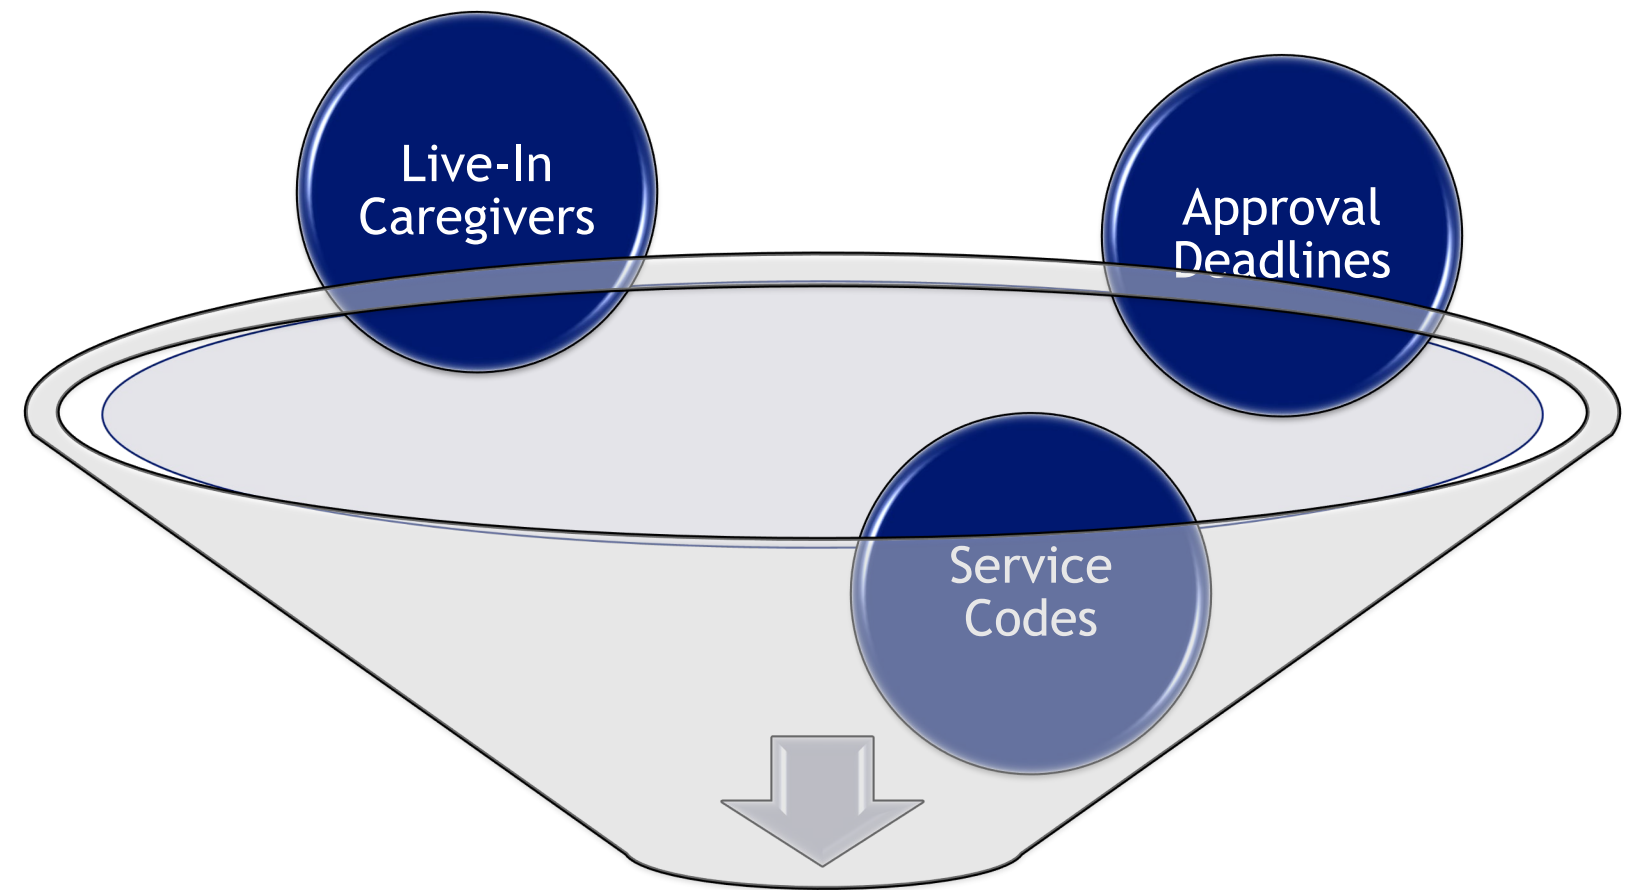 Live-In
Caregivers
Approval
Deadlines
Service
Codes